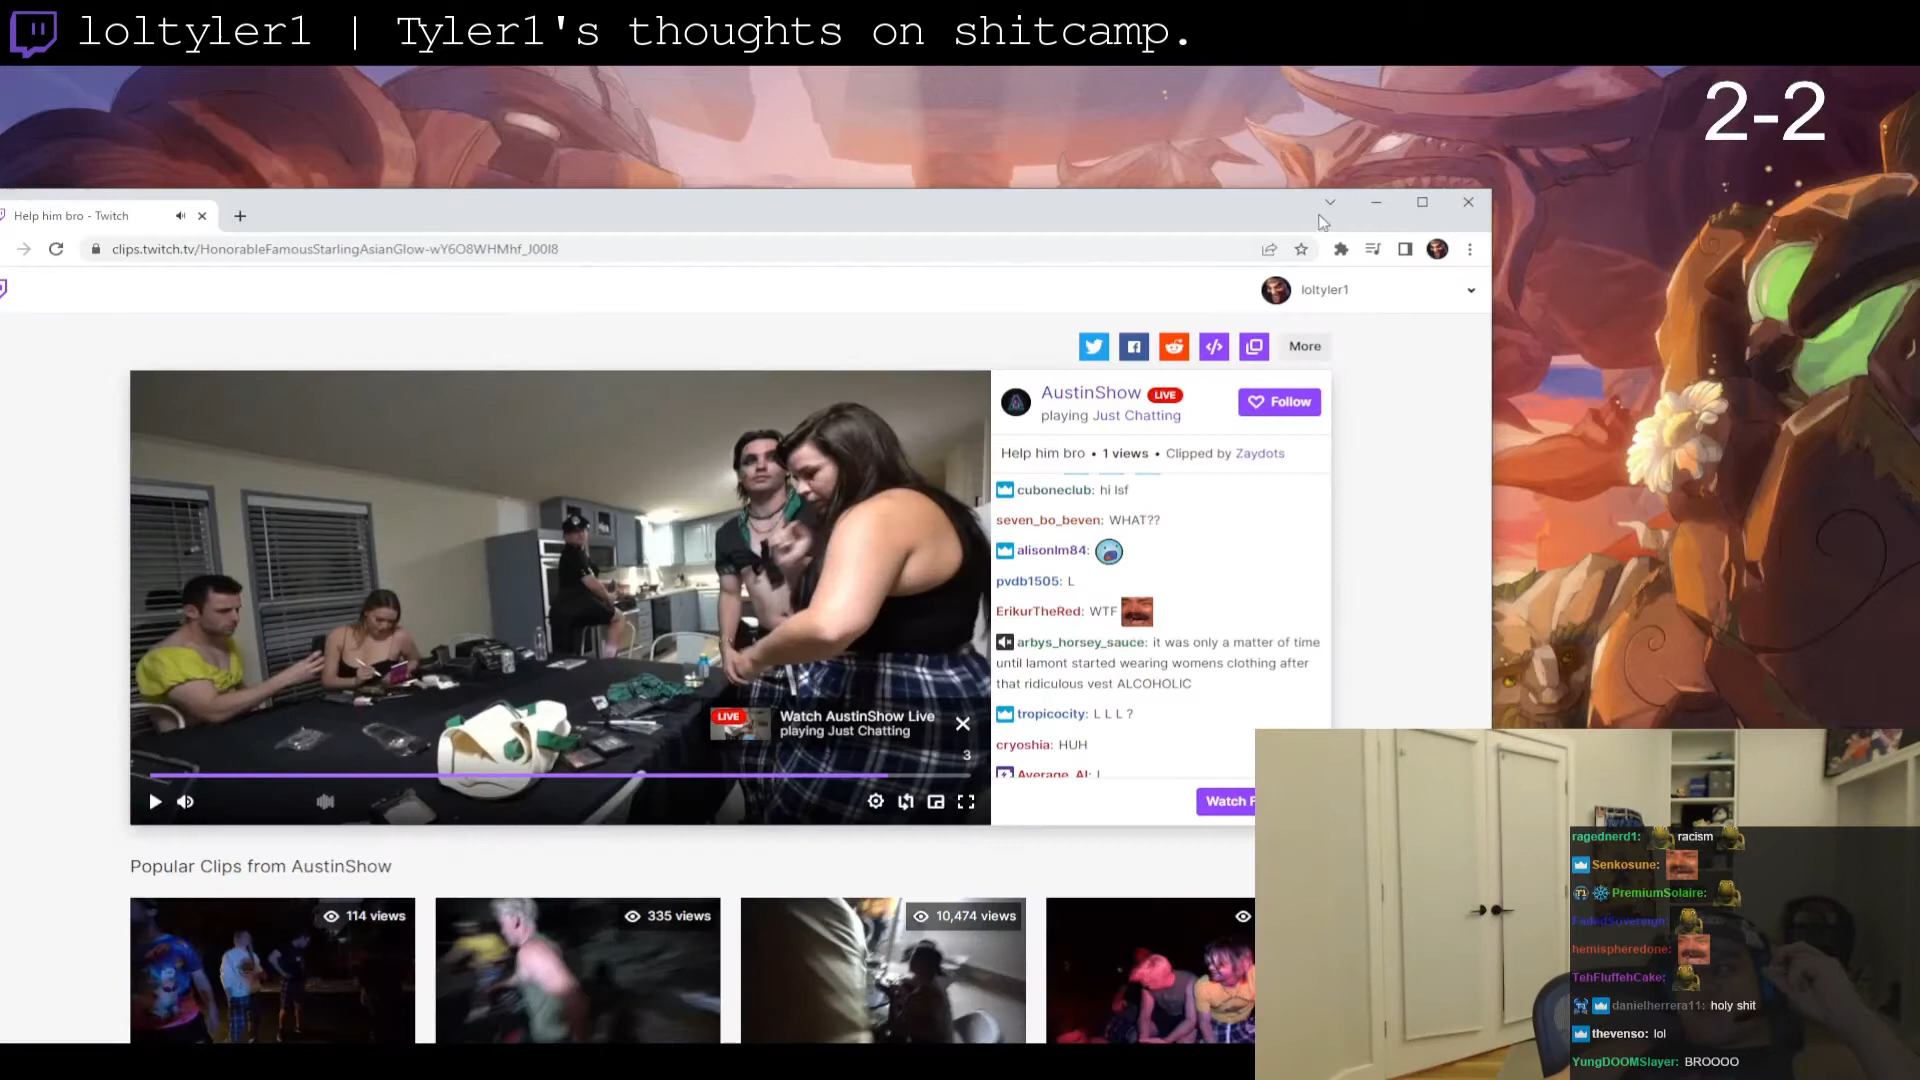 loltyler1 | Tyler1's thoughts on shitcamp.
2-2
Help him bro - Twitch
clips.twitch.tv/HonorableFamousStarlingAsianGlow-wY6O8WHMhf_J00I8
loltyler1
More
AustinShow LIVE
Follow
playing Just Chatting
Help him bro • 1 views • Clipped by Zaydots
cuboneclub: hi lsf
seven_bo_beven: WHAT??
alisonlm84:
pvdb1505: L
ErikurTheRed: WTF
arbys_horsey_sauce: it was only a matter of time
until lamont started wearing womens clothing after
that ridiculous vest ALCOHOLIC
tropicocity: L L L ?
cryoshia: HUH
Average_AI: L
LIVE
Watch AustinShow Live
playing Just Chatting
3
Watch
Popular Clips from AustinShow
114 views
335 views
10,474 views
ragednerd1: racism
Senkosune:
T1 PremiumSolaire:
FadedSovereign:
hemispheredone:
TehFluffehCake:
danielherrera11: holy shit
thevenso: lol
YungDOOMSlayer: BROOOO